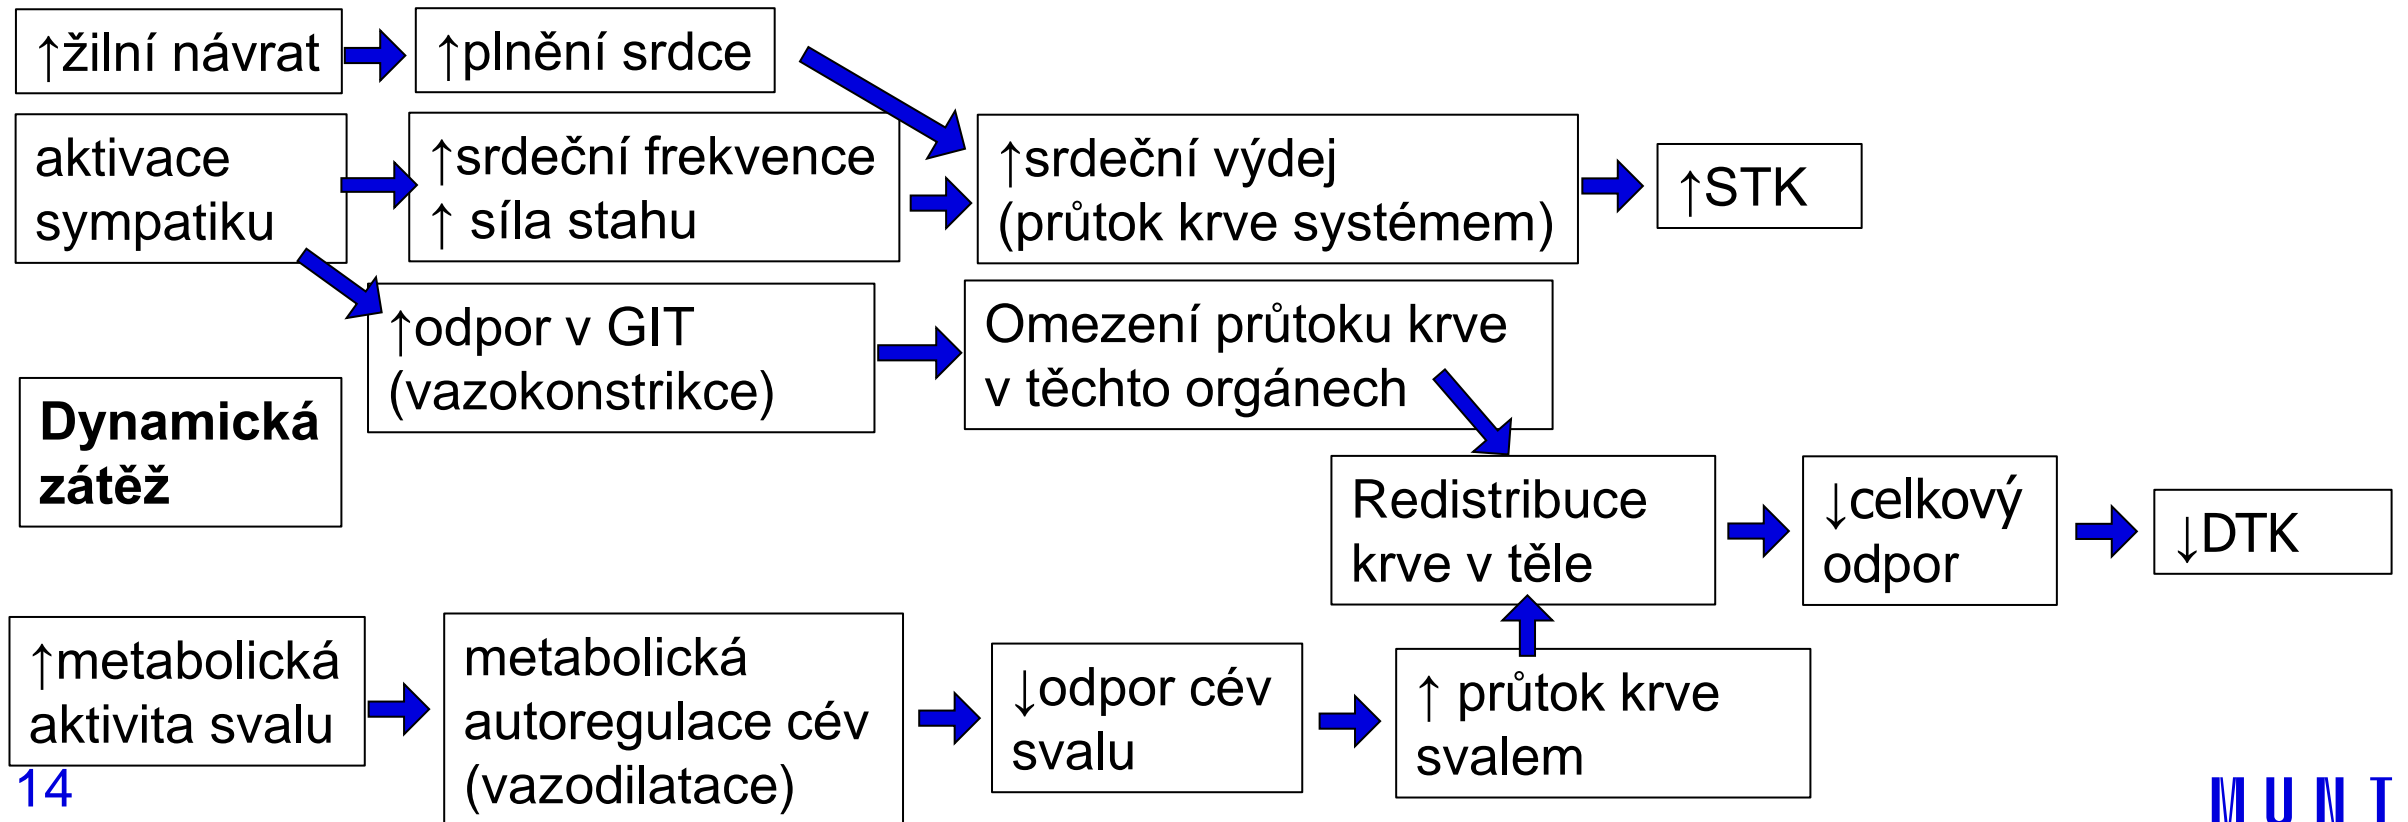 ↑žilní návrat
↑plnění srdce
aktivace
sympatiku
↑srdeční frekvence
↑ síla stahu
↑srdeční výdej
(průtok krve systémem)
↑STK
↑odpor v GIT
(vazokonstrikce)
Omezení průtoku krve
v těchto orgánech
Dynamická
zátěž
Redistribuce
krve v těle
↓celkový
odpor
↓DTK
↑metabolická
aktivita svalu
metabolická
autoregulace cév
(vazodilatace)
↓odpor cév
svalu
↑ průtok krve
svalem
14
MUNI